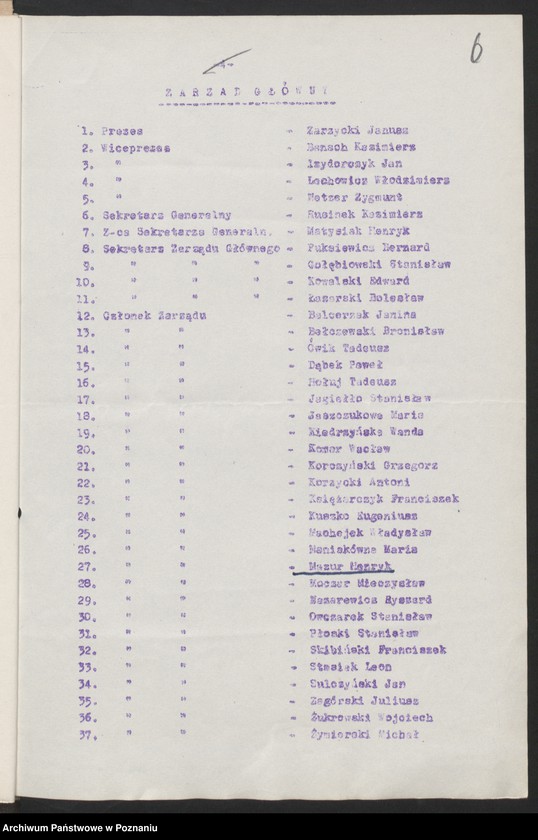 6
-4-
ZARZĄD GŁÓWNY
1. Prezes - Zarzycki Janusz
2. Wiceprezes - Banach Kazimierz
3. " - Izydorczyk Jan
4. " - Lechowicz Włodzimierz
5. " - Netzer Zygmunt
6. Sekretarz Generalny - Rusinek Kazimierz
7. Z-ca Sekretarza Generaln. - Matysiak Henryk
8. Sekretarz Zarządu Głównego - Fuksiewicz Bernard
9. " " " - Gołębiowski Stanisław
10. " " " - Kowalski Edward
11. " " " - Łazarski Bolesław
12. Członek Zarządu - Balcerzak Janina
13. " " - Bełczewski Bronisław
14. " " - Ćwik Tadeusz
15. " " - Dąbek Paweł
16. " " - Hołuj Tadeusz
17. " " - Jagiełło Stanisław
18. " " - Jaszczukowa Maria
19. " " - Kiedrzyńska Wanda
20. " " - Komar Wacław
21. " " - Korczyński Grzegorz
22. " " - Korzycki Antoni
23. " " - Księżarczyk Franciszek
24. " " - Kuszko Eugeniusz
25. " " - Machejek Władysław
26. " " - Maniakówna Maria
27. " " - Mazur Henryk
28. " " - Moczar Mieczysław
29. " " - Nazarewicz Ryszard
30. " " - Owczarek Stanisław
31. " " - Płoski Stanisław
32. " " - Skibiński Franciszek
33. " " - Stasiak Leon
34. " " - Sulczyński Jan
35. " " - Zagórski Juliusz
36. " " - Żukrowski Wojciech
37. " " - Żymierski Michał
Archiwum Państwowe w Poznaniu